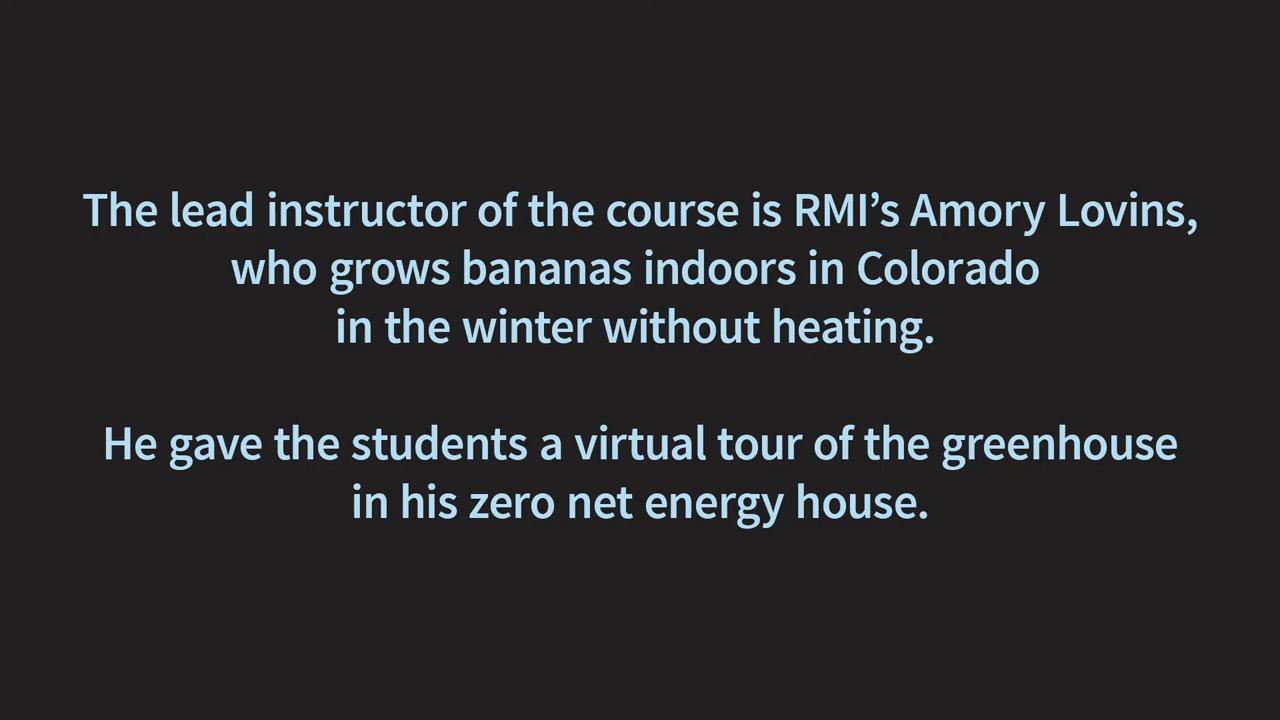 The lead instructor of the course is RMI’s Amory Lovins,
who grows bananas indoors in Colorado
in the winter without heating.
He gave the students a virtual tour of the greenhouse
in his zero net energy house.